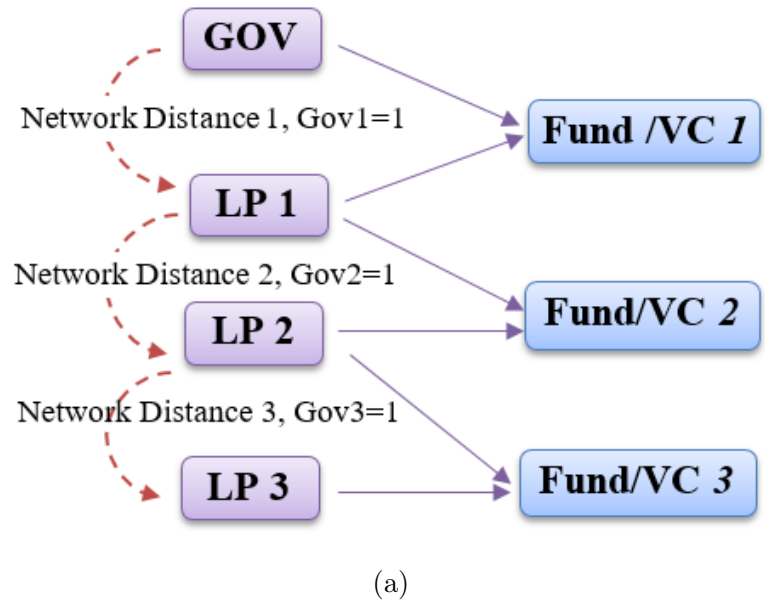 GOV
Fund /VC 1
Network Distance 1, Gov1=1
LP 1
Network Distance 2, Gov2=1
Fund/VC 2
LP 2
Network Distance 3, Gov3=1
LP 3
Fund/VC 3
(a)